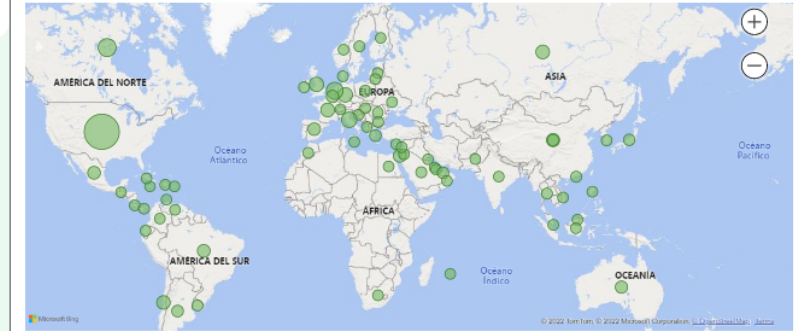 +
−
AMÉRICA DEL NORTE
EUROPA
ASIA
Océano
Atlántico
Océano
Pacífico
ÁFRICA
AMÉRICA DEL SUR
Océano
Índico
OCEANÍA
Microsoft Bing
© 2022 TomTom, © 2022 Microsoft Corporation, © OpenStreetMap Terms